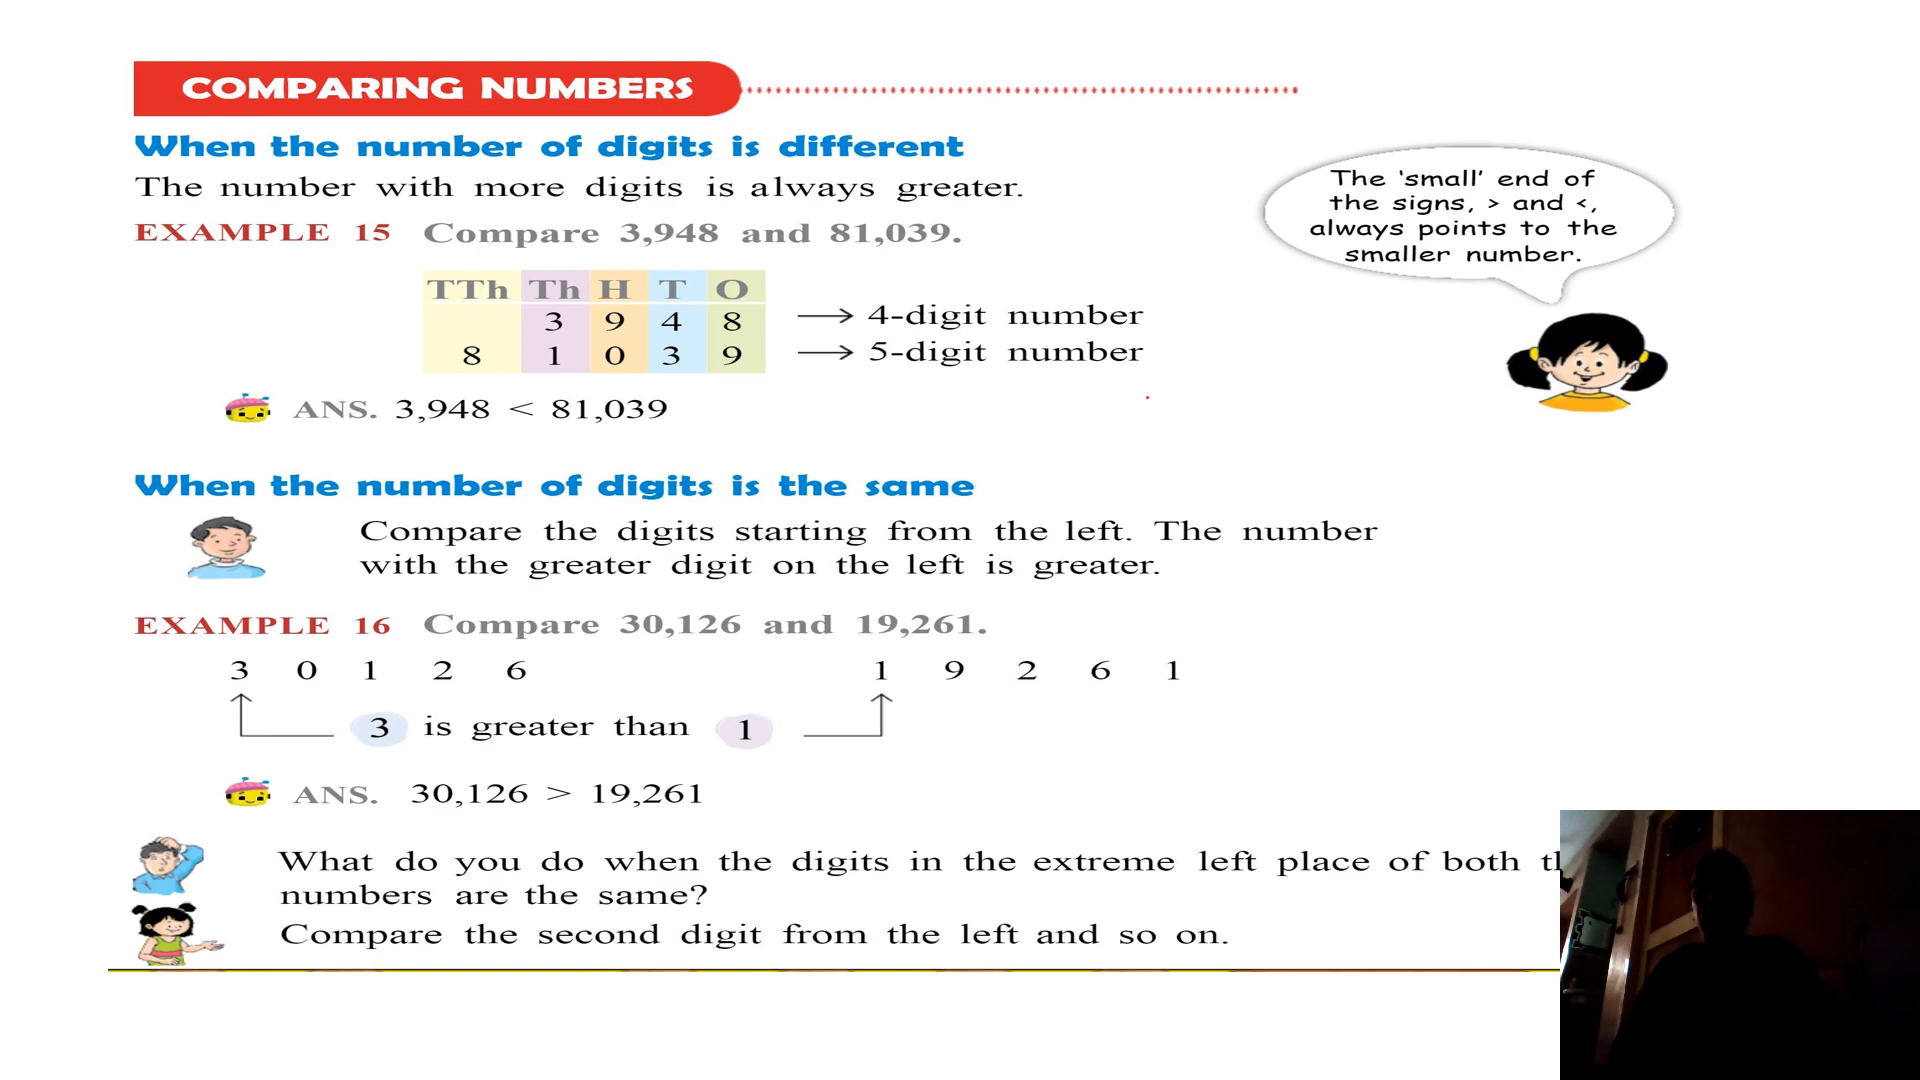 COMPARING NUMBERS
When the number of digits is different
The number with more digits is always greater.
EXAMPLE 15 Compare 3,948 and 81,039.
The ‘small’ end of
the signs, > and <,
always points to the
smaller number.
TTh Th H T O
3 9 4 8 → 4-digit number
8 1 0 3 9 → 5-digit number
ANS. 3,948 < 81,039
When the number of digits is the same
Compare the digits starting from the left. The number
with the greater digit on the left is greater.
EXAMPLE 16 Compare 30,126 and 19,261.
3 0 1 2 6 1 9 2 6 1
3 is greater than 1
ANS. 30,126 > 19,261
What do you do when the digits in the extreme left place of both
numbers are the same?
Compare the second digit from the left and so on.